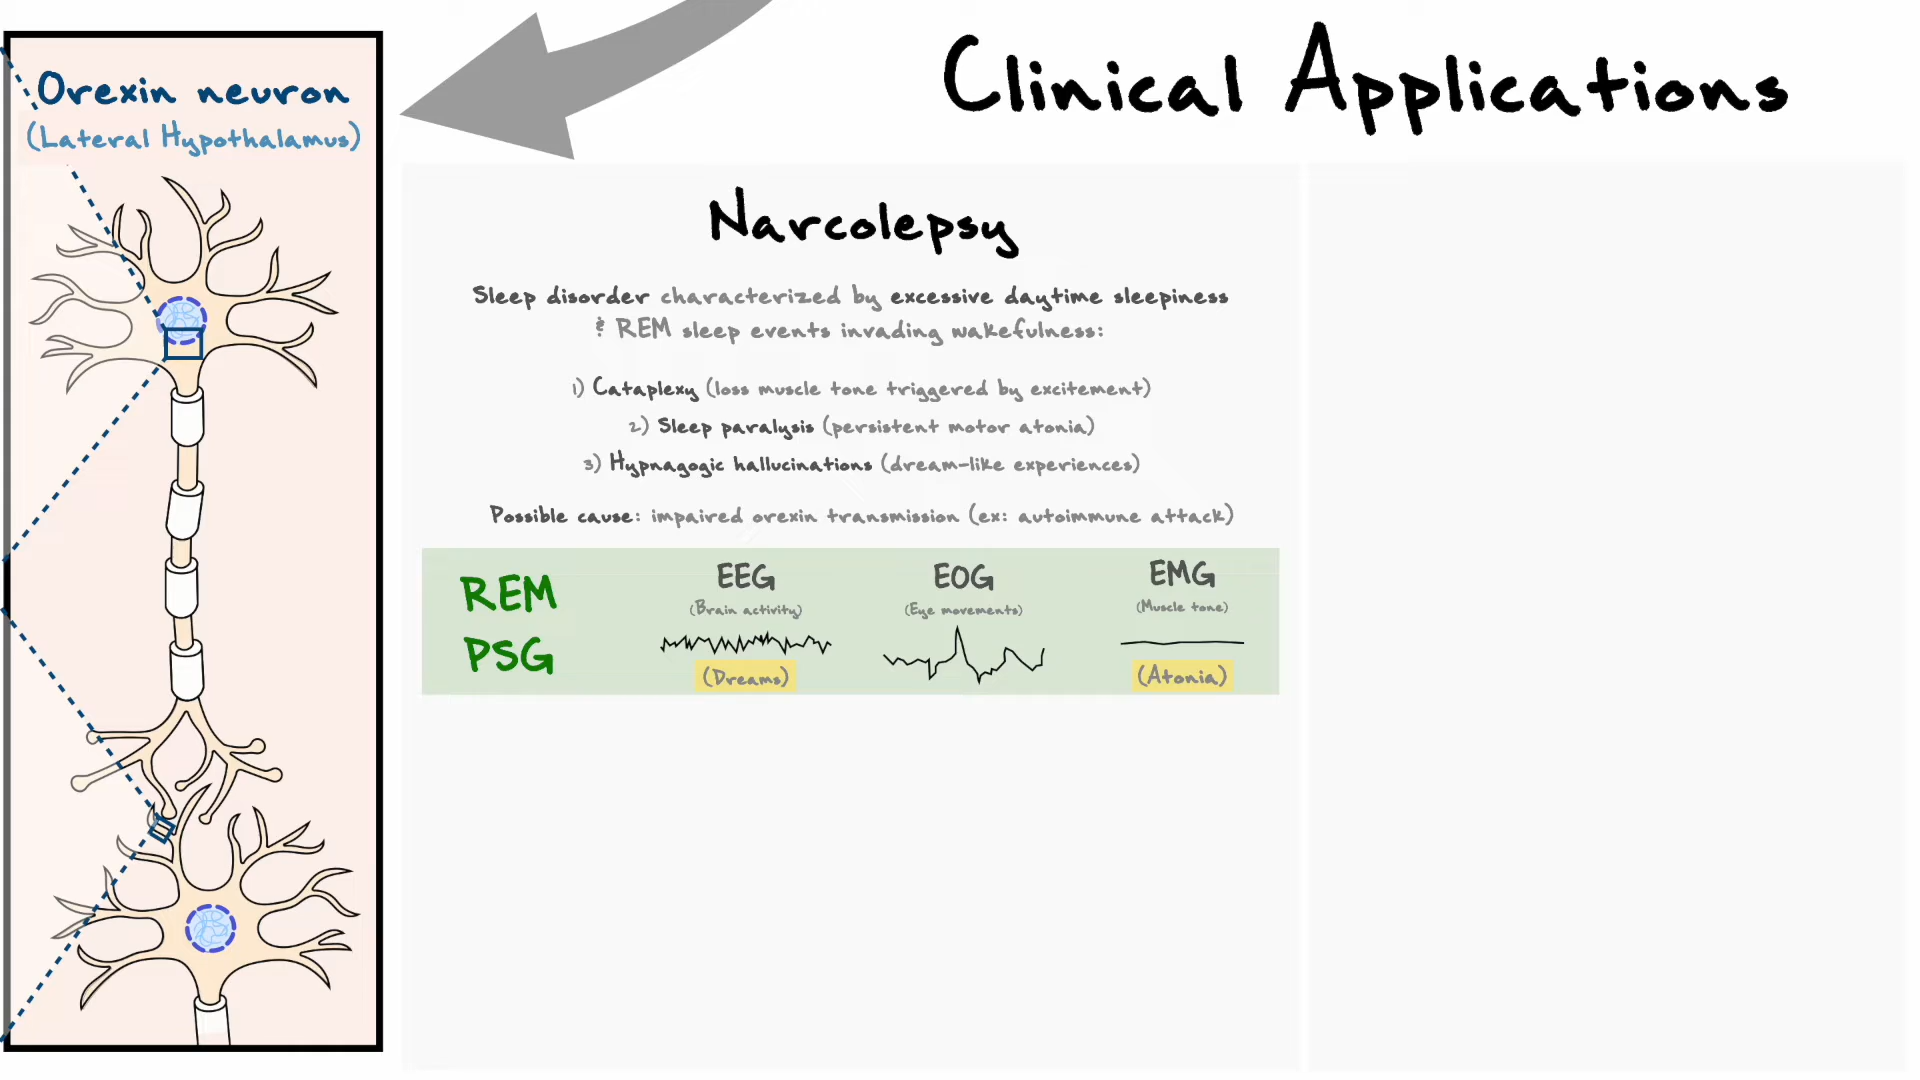 Clinical Applications
Orexin neuron
(Lateral Hypothalamus)
Narcolepsy
Sleep disorder characterized by excessive daytime sleepiness
& REM sleep events invading wakefulness:
1) Cataplexy (loss muscle tone triggered by excitement)
2) Sleep paralysis (persistent motor atonia)
3) Hypnagogic hallucinations (dream-like experiences)
Possible cause: impaired orexin transmission (ex: autoimmune attack)
REM
PSG
EEG
(Brain activity)
(Dreams)
EOG
(Eye movements)
EMG
(Muscle tone)
(Atonia)